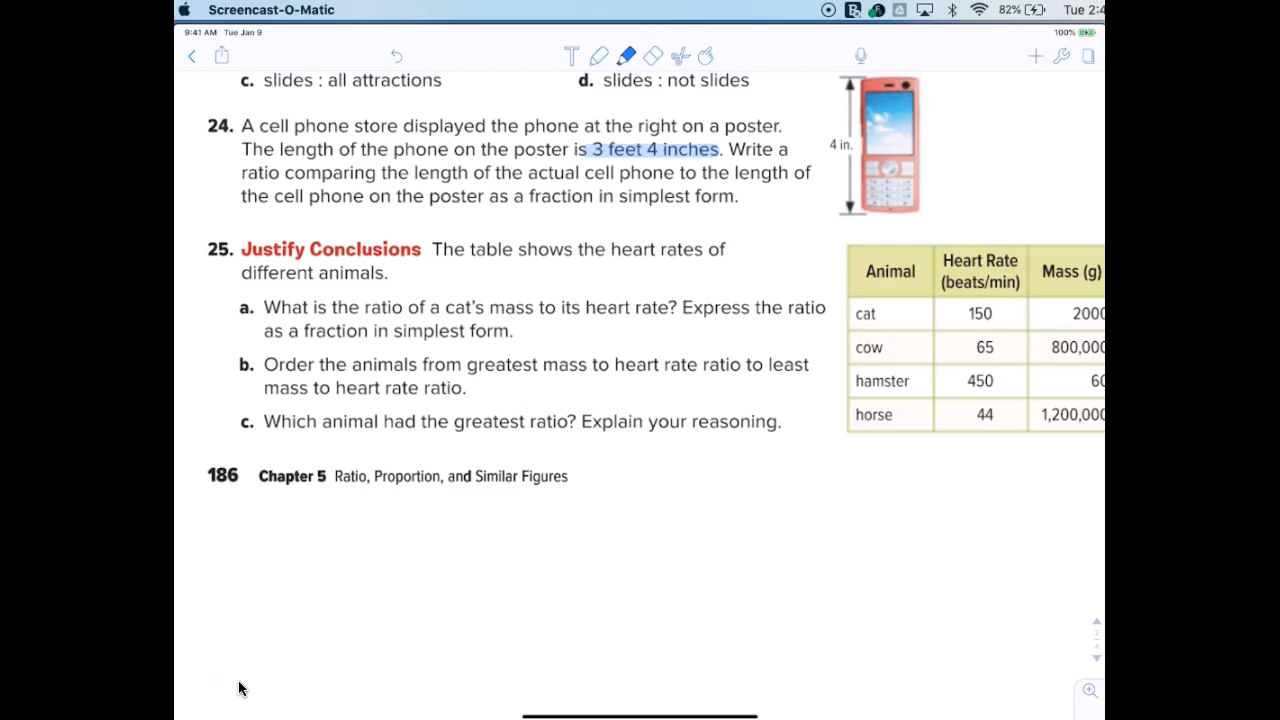 Screencast-O-Matic
82%
Tue 2:4
9:41 AM Tue Jan 9
100%
c. slides : all attractions
d. slides : not slides
24. A cell phone store displayed the phone at the right on a poster.
The length of the phone on the poster is 3 feet 4 inches. Write a
ratio comparing the length of the actual cell phone to the length of
the cell phone on the poster as a fraction in simplest form.
4 in.
25. Justify Conclusions The table shows the heart rates of
different animals.
a. What is the ratio of a cat's mass to its heart rate? Express the ratio
as a fraction in simplest form.
b. Order the animals from greatest mass to heart rate ratio to least
mass to heart rate ratio.
c. Which animal had the greatest ratio? Explain your reasoning.
Animal Heart Rate (beats/min) Mass (g)
cat 150 2000
cow 65 800,000
hamster 450 60
horse 44 1,200,000
186 Chapter 5 Ratio, Proportion, and Similar Figures